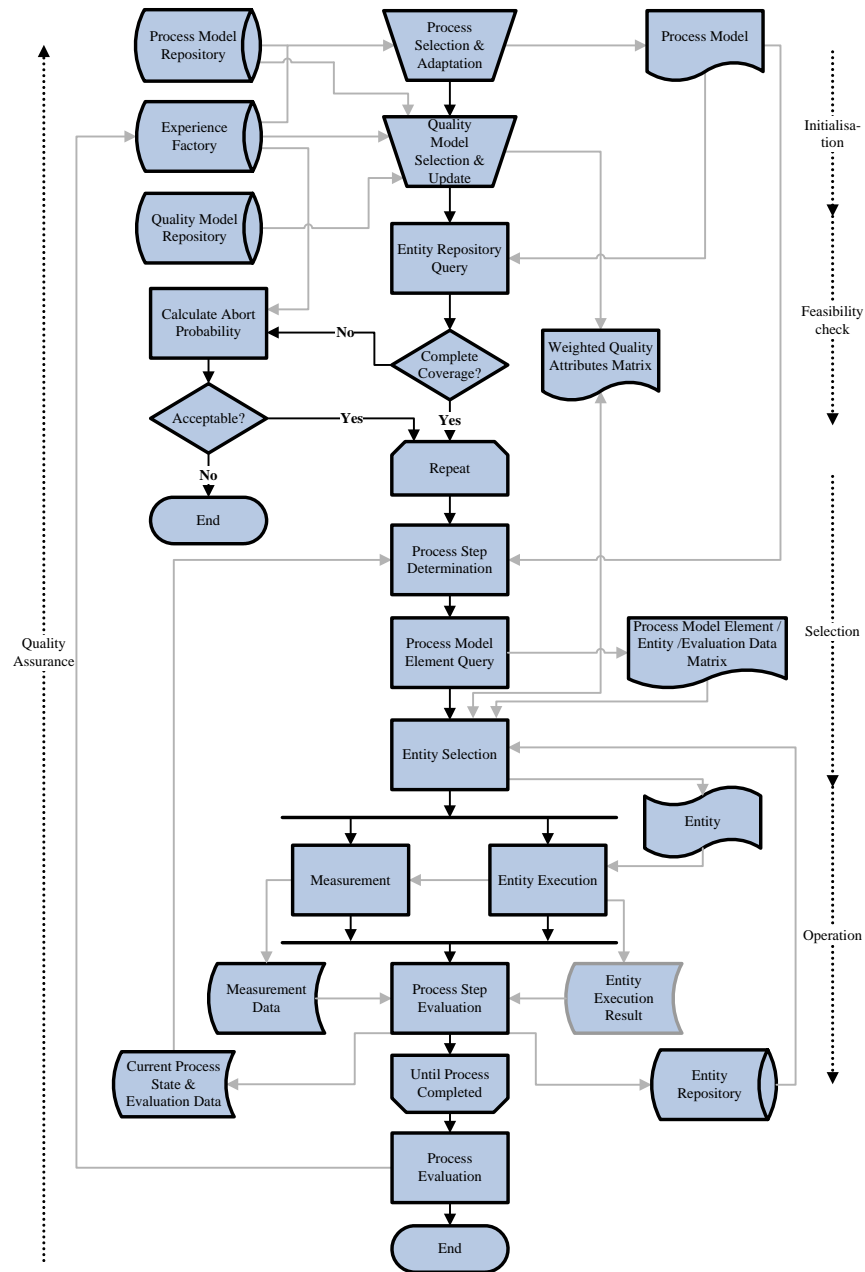 Process Model
Repository
Process
Selection &
Adaptation
Process Model
Experience
Factory
Quality
Model
Selection &
Update
Initialisa-
tion
Quality Model
Repository
Entity Repository
Query
Calculate Abort
Probability
No
Complete
Coverage?
Weighted Quality
Attributes Matrix
Feasibility
check
Acceptable?
Yes
Yes
No
Repeat
End
Process Step
Determination
Quality
Assurance
Process Model
Element Query
Process Model Element /
Entity /Evaluation Data
Matrix
Selection
Entity Selection
Entity
Measurement
Entity Execution
Operation
Measurement
Data
Process Step
Evaluation
Entity
Execution
Result
Current Process
State &
Evaluation Data
Until Process
Completed
Entity
Repository
Process
Evaluation
End